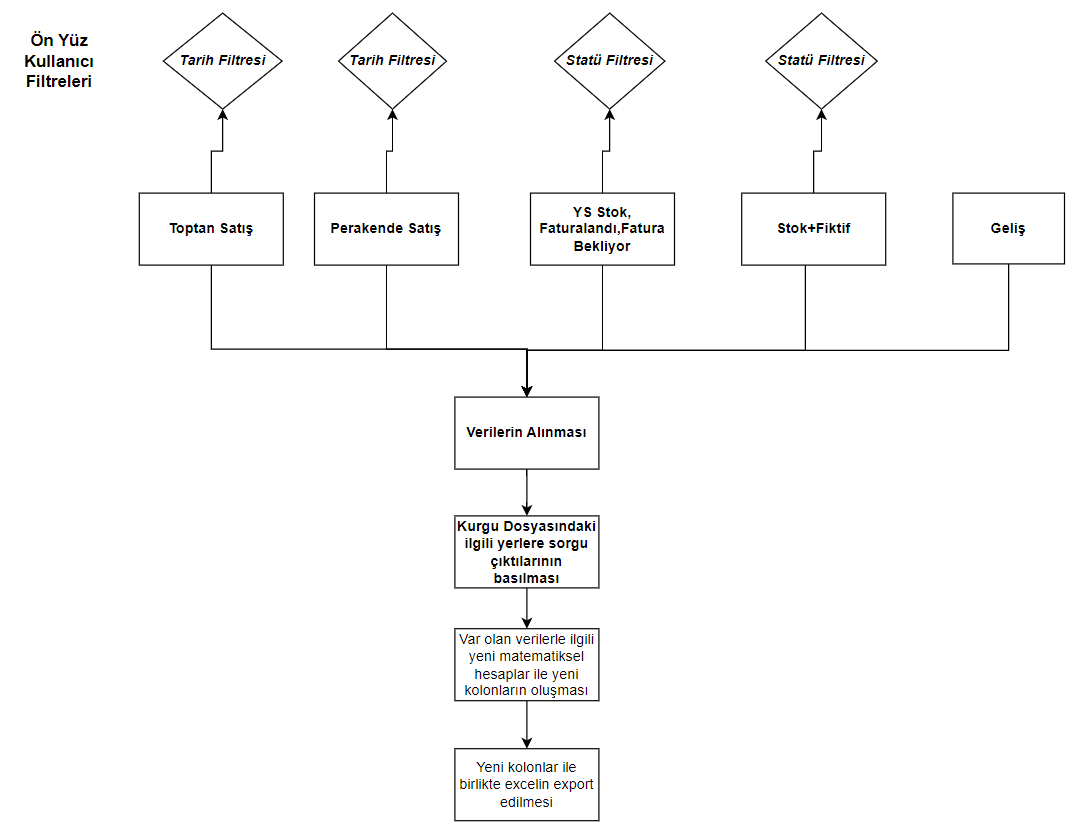 Ön Yüz
Kullanıcı
Filtreleri
Tarih Filtresi
Tarih Filtresi
Statü Filtresi
Statü Filtresi
Toptan Satış
Perakende Satış
YS Stok,
Faturalandı,Fatura
Bekliyor
Stok+Fiktif
Geliş
Verilerin Alınması
Kurgu Dosyasındaki
ilgili yerlere sorgu
çıktılarının
basılması
Var olan verilerle ilgili
yeni matematiksel
hesaplar ile yeni
kolonların oluşması
Yeni kolonlar ile
birlikte excelin export
edilmesi